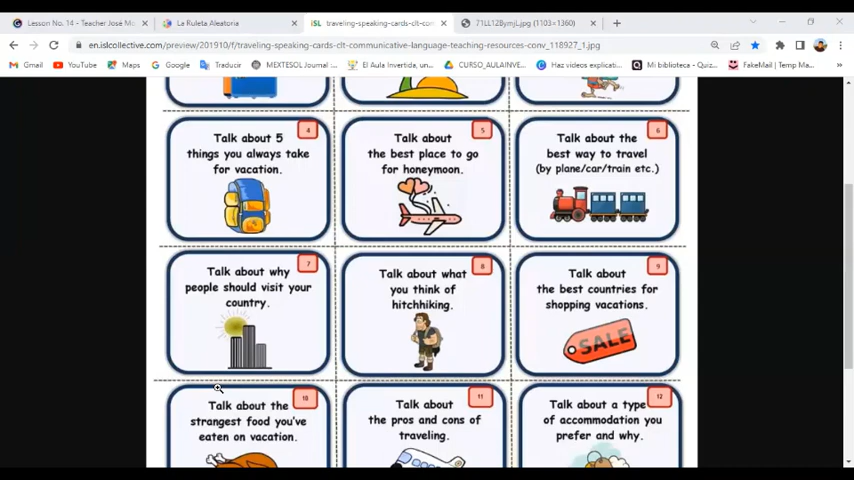 Lesson No. 14 - Teacher José Mo
La Ruleta Aleatoria
iSL
traveling-speaking-cards-clt-com
71LL1ZBymjL.jpg (1103×1360)
en.islcollective.com/preview/201910/f/traveling-speaking-cards-clt-communicative-language-teaching-resources-conv_118927_1.jpg
Gmail
YouTube
Maps
Google
Traducir
MEXTESOL Journal :...
El Aula Invertida, un...
CURSO_AULAINVE...
Haz videos explicati...
Mi biblioteca - Quiz...
FakeMail | Temp Ma...
4
Talk about 5
things you always take
for vacation.
5
Talk about
the best place to go
for honeymoon.
6
Talk about the
best way to travel
(by plane/car/train etc.)
7
Talk about why
people should visit your
country.
8
Talk about what
you think of
hitchhiking.
9
Talk about
the best countries for
shopping vacations.
SALE
10
Talk about the
strangest food you've
eaten on vacation.
11
Talk about
the pros and cons of
traveling.
12
Talk about a type
of accommodation you
prefer and why.